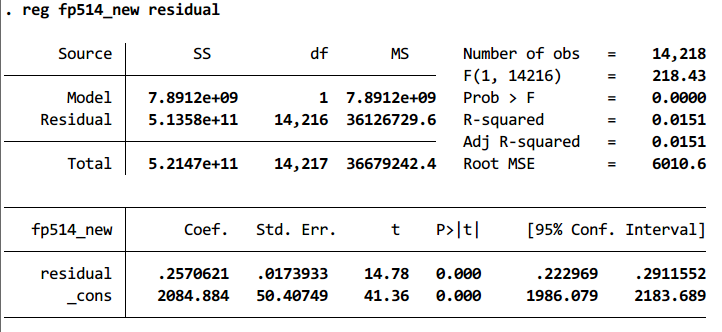 . reg fp514_new residual
Source SS df MS Number of obs = 14,218
F(1, 14216) = 218.43
Model 7.8912e+09 1 7.8912e+09 Prob > F = 0.0000
Residual 5.1358e+11 14,216 36126729.6 R-squared = 0.0151
Adj R-squared = 0.0151
Total 5.2147e+11 14,217 36679242.4 Root MSE = 6010.6
fp514_new Coef. Std. Err. t P>|t| [95% Conf. Interval]
residual .2570621 .0173933 14.78 0.000 .222969 .2911552
_cons 2084.884 50.40749 41.36 0.000 1986.079 2183.689